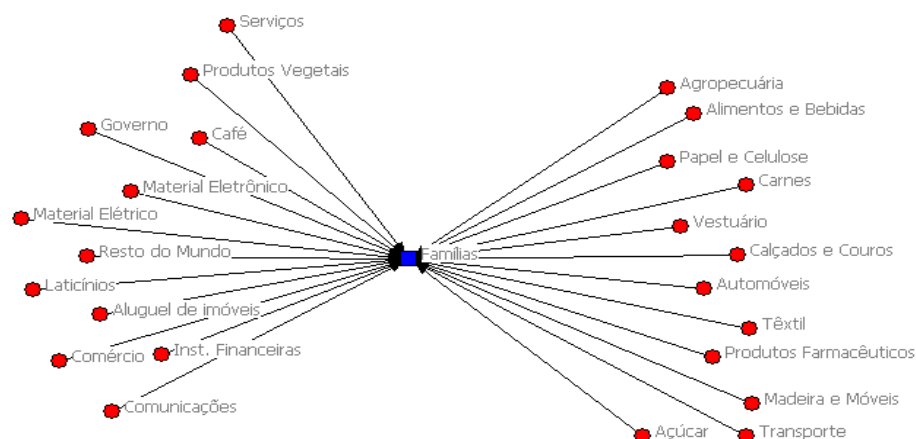 Serviços
Produtos Vegetais
Agropecuária
Alimentos e Bebidas
Governo
Café
Papel e Celulose
Carnes
Material Eletrônico
Material Elétrico
Vestuário
Resto do Mundo
Famílias
Calçados e Couros
Laticínios
Automóveis
Aluguel de imóveis
Têxtil
Comércio
Inst. Financeiras
Produtos Farmacêuticos
Comunicações
Madeira e Móveis
Açúcar
Transporte